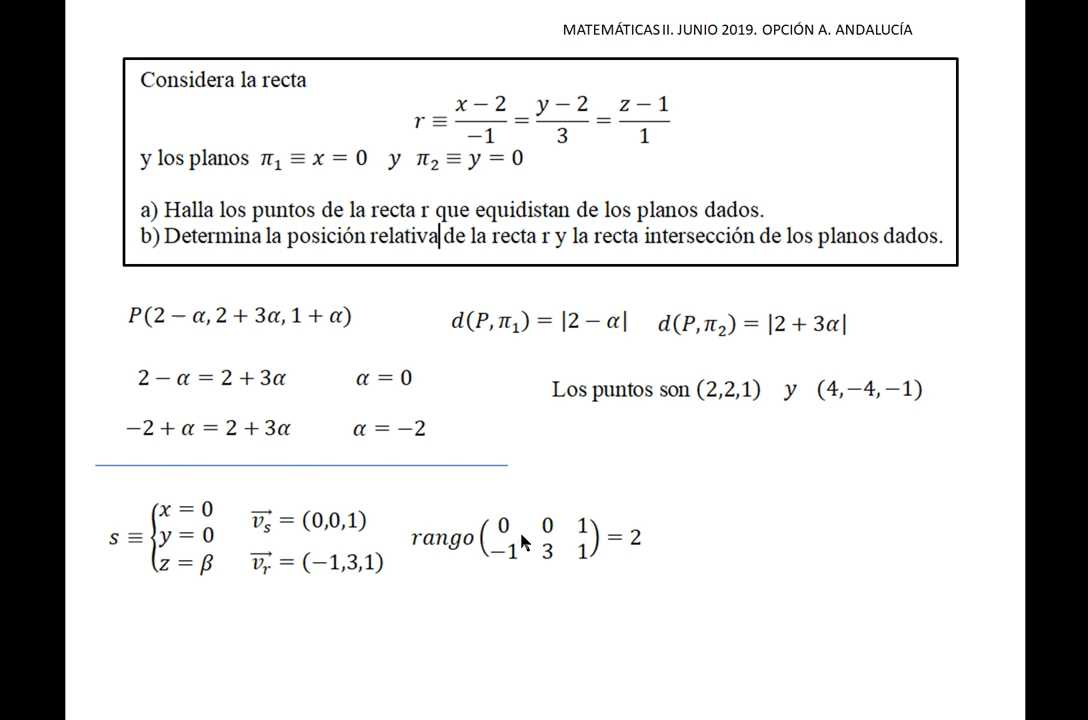 MATEMÁTICAS II. JUNIO 2019. OPCIÓN A. ANDALUCÍA
Considera la recta
r ≡ (x − 2)/−1 = (y − 2)/3 = (z − 1)/1
y los planos π₁ ≡ x = 0 y π₂ ≡ y = 0
a) Halla los puntos de la recta r que equidistan de los planos dados.
b) Determina la posición relativa de la recta r y la recta intersección de los planos dados.
P(2 − α, 2 + 3α, 1 + α) d(P, π₁) = |2 − α| d(P, π₂) = |2 + 3α|
2 − α = 2 + 3α α = 0
Los puntos son (2,2,1) y (4,−4,−1)
−2 + α = 2 + 3α α = −2
s ≡ {x = 0 y = 0 z = β
v⃗ₛ = (0,0,1)
v⃗ᵣ = (−1,3,1)
rango (0 0 1 −1 3 1) = 2